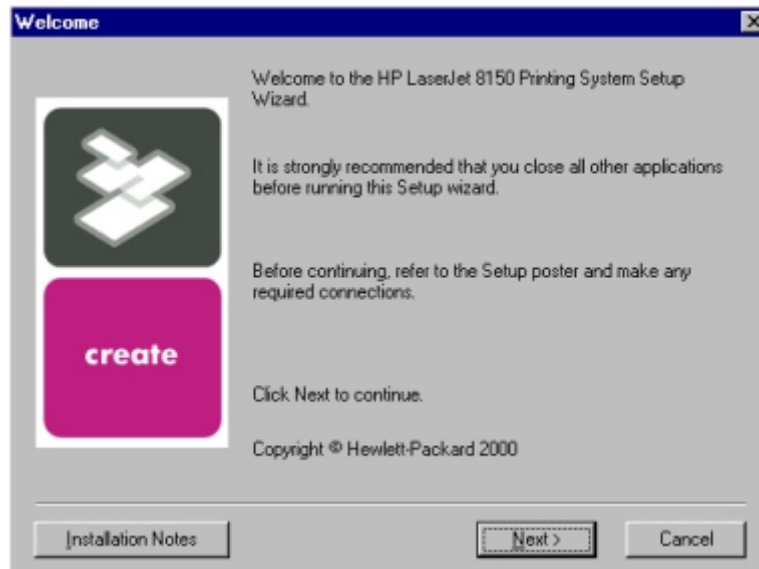 Welcome
Welcome to the HP LaserJet 8150 Printing System Setup
Wizard.
It is strongly recommended that you close all other applications
before running this Setup wizard.
Before continuing, refer to the Setup poster and make any
required connections.
create
Click Next to continue.
Copyright © Hewlett-Packard 2000
Installation Notes
Next >
Cancel